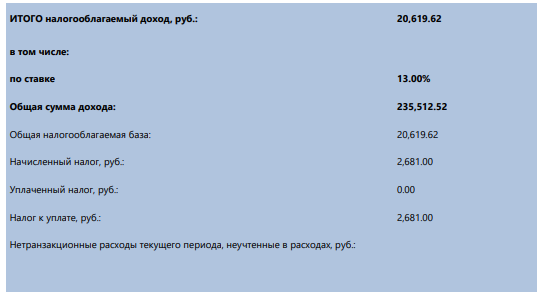 ИТОГО налогооблагаемый доход, руб.: 20,619.62
в том числе:
по ставке 13.00%
Общая сумма дохода: 235,512.52
Общая налогооблагаемая база: 20,619.62
Начисленный налог, руб.: 2,681.00
Уплаченный налог, руб.: 0.00
Налог к уплате, руб.: 2,681.00
Нетранзакционные расходы текущего периода, неучтенные в расходах, руб.: